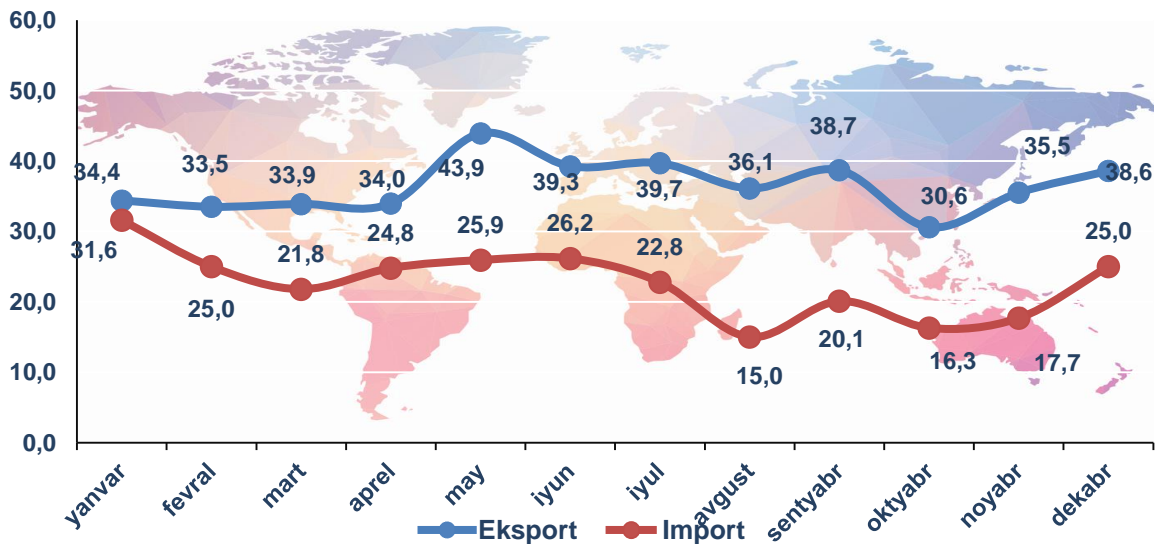 60,0
50,0
40,0
30,0
20,0
10,0
0,0
34,4
33,5
33,9
34,0
43,9
39,3
39,7
36,1
38,7
30,6
35,5
38,6
31,6
25,0
21,8
24,8
25,9
26,2
22,8
15,0
20,1
16,3
17,7
25,0
yanvar
fevral
mart
aprel
may
iyun
iyul
avgust
sentyabr
oktyabr
noyabr
dekabr
Eksport
Import